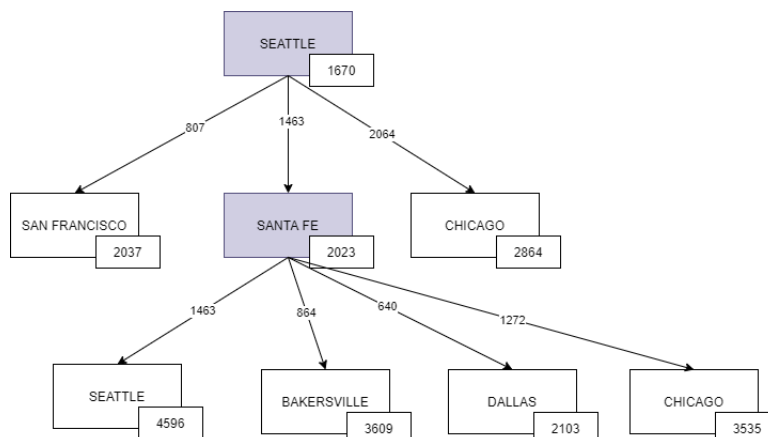 SEATTLE
1670
807
1463
2064
SAN FRANCISCO
2037
SANTA FE
2023
CHICAGO
2864
1463
864
640
1272
SEATTLE
4596
BAKERSVILLE
3609
DALLAS
2103
CHICAGO
3535